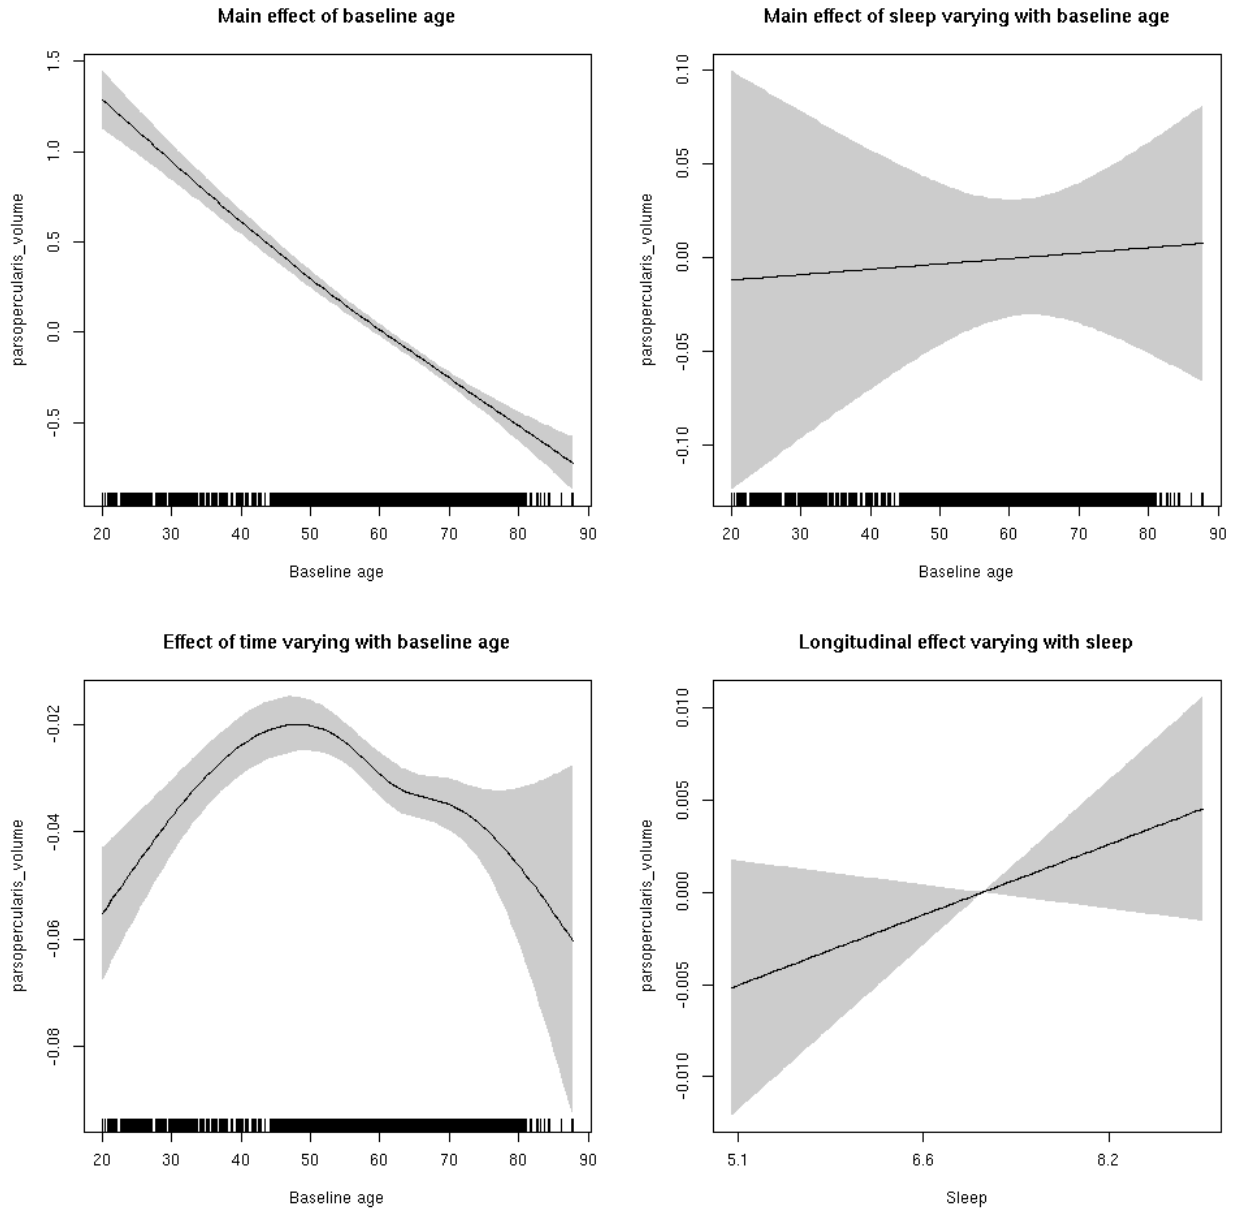 Main effect of baseline age
parsopercularis_volume
1.5
1.0
0.5
0.0
-0.5
20 30 40 50 60 70 80 90
Baseline age
Main effect of sleep varying with baseline age
parsopercularis_volume
0.10
0.05
0.00
-0.05
-0.10
20 30 40 50 60 70 80 90
Baseline age
Effect of time varying with baseline age
parsopercularis_volume
-0.02
-0.04
-0.06
-0.08
20 30 40 50 60 70 80 90
Baseline age
Longitudinal effect varying with sleep
parsopercularis_volume
0.010
0.005
0.000
-0.005
-0.010
5.1 6.6 8.2
Sleep